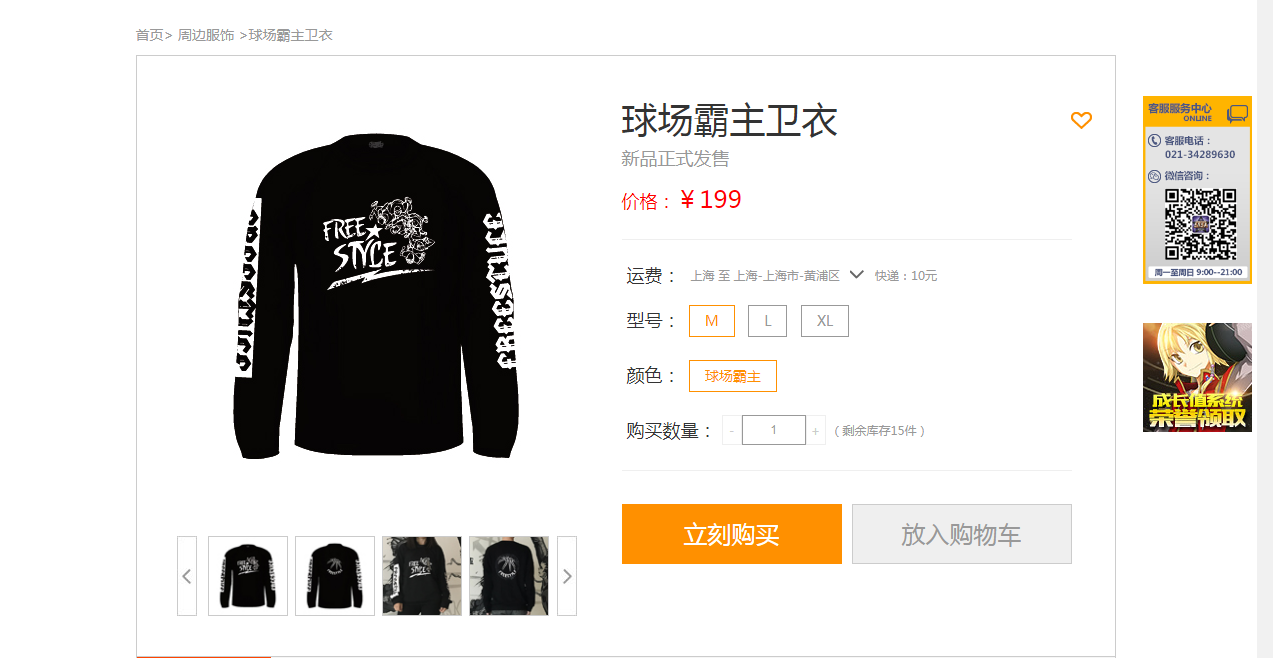 首页> 周边服饰 >球场霸主卫衣
球场霸主卫衣
新品正式发售
价格：￥199
运费： 上海 至 上海-上海市-黄浦区 快递：10元
型号： M L XL
颜色： 球场霸主
购买数量： - 1 + （剩余库存15件）
立刻购买 放入购物车
FREE
STYLE
FREESTYLE
客服服务中心
ONLINE
客服电话：
021-34289630
微信咨询：
周一至周日 9:00--21:00
成长值系统
荣誉领取